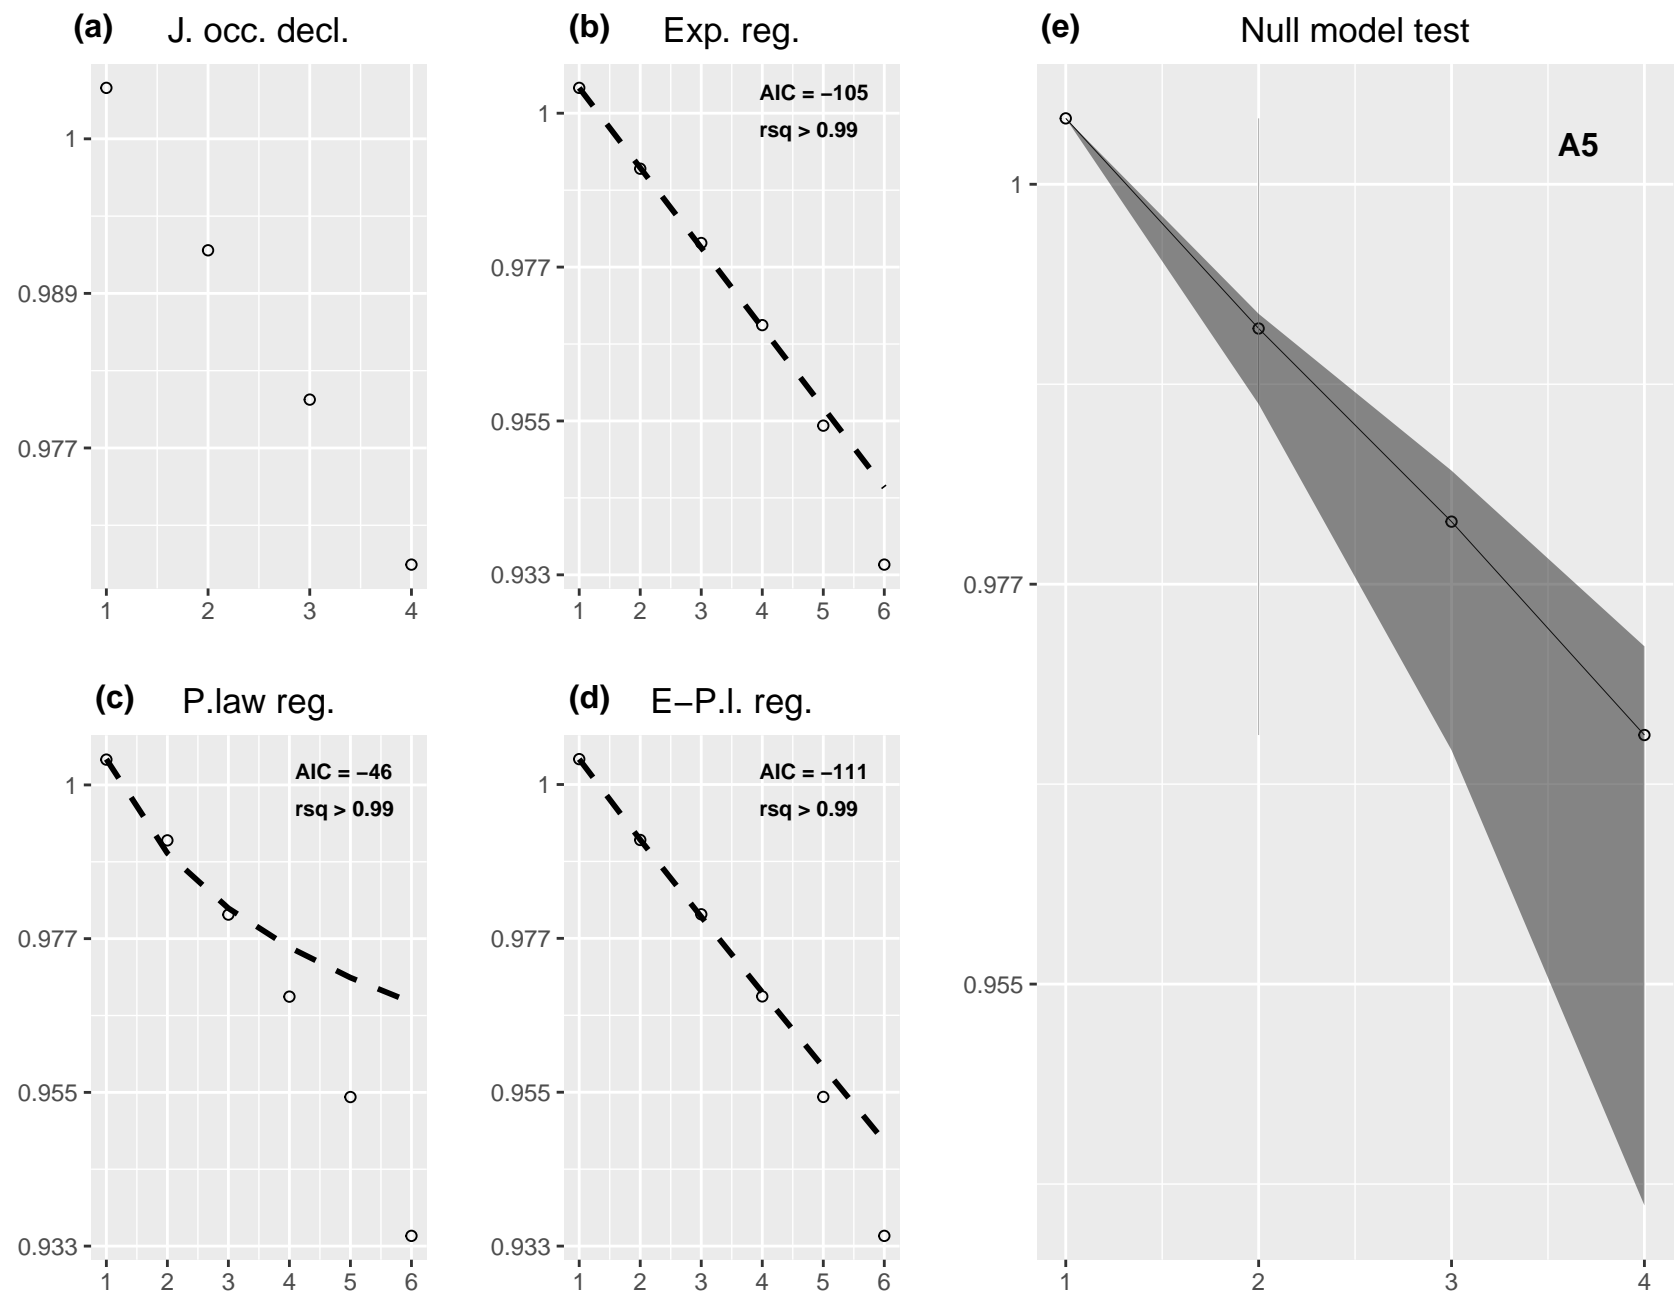 (a) J. occ. decl.
1
0.989
0.977
1 2 3 4
(b) Exp. reg.
AIC = −105
rsq > 0.99
1
0.977
0.955
0.933
1 2 3 4 5 6
(c) P.law reg.
AIC = −46
rsq > 0.99
1
0.977
0.955
0.933
1 2 3 4 5 6
(d) E−P.l. reg.
AIC = −111
rsq > 0.99
1
0.977
0.955
0.933
1 2 3 4 5 6
(e) Null model test
A5
1
0.977
0.955
1 2 3 4